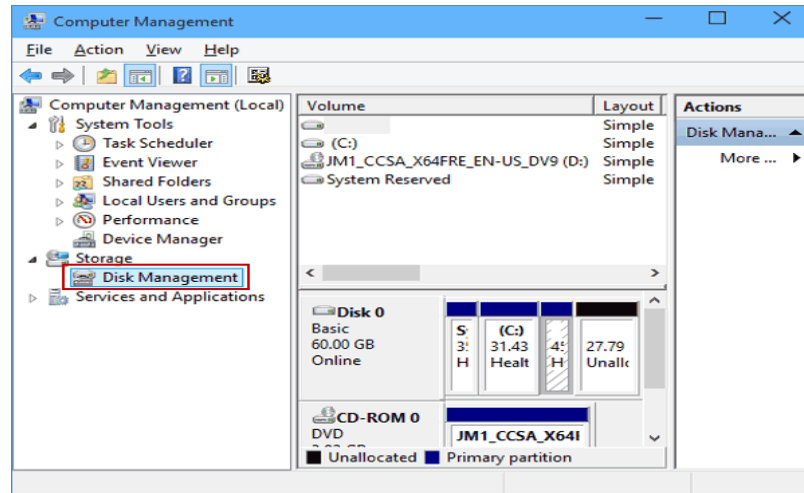 Computer Management
File Action View Help
Computer Management (Local)
System Tools
Task Scheduler
Event Viewer
Shared Folders
Local Users and Groups
Performance
Device Manager
Storage
Disk Management
Services and Applications
Volume Layout
Simple
(C:) Simple
JM1_CCSA_X64FRE_EN-US_DV9 (D:) Simple
System Reserved Simple
Disk 0
Basic
60.00 GB
Online
S (C:)
31.43 27.79
H Healt H Unallo
CD-ROM 0
DVD
JM1_CCSA_X64I
Unallocated Primary partition
Actions
Disk Mana...
More ...